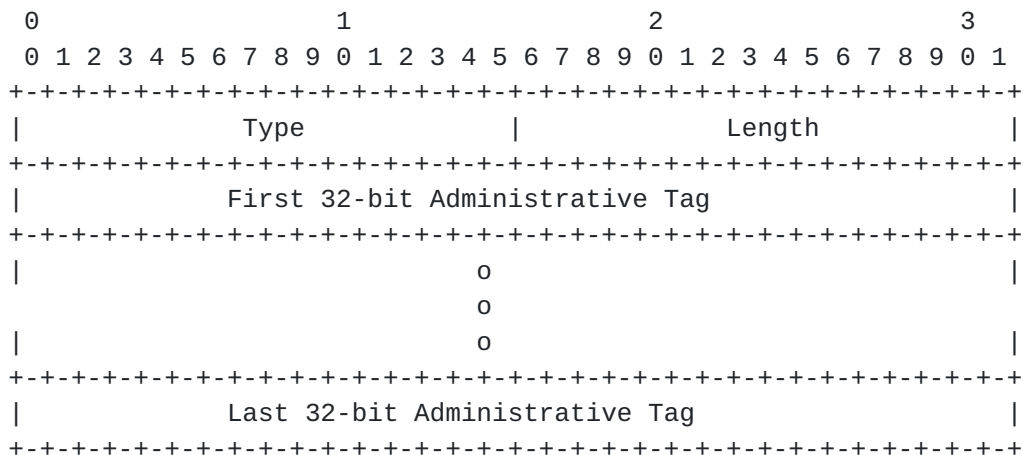 0                   1                   2                   3
 0 1 2 3 4 5 6 7 8 9 0 1 2 3 4 5 6 7 8 9 0 1 2 3 4 5 6 7 8 9 0 1
+-+-+-+-+-+-+-+-+-+-+-+-+-+-+-+-+-+-+-+-+-+-+-+-+-+-+-+-+-+-+-+-+
|              Type             |             Length            |
+-+-+-+-+-+-+-+-+-+-+-+-+-+-+-+-+-+-+-+-+-+-+-+-+-+-+-+-+-+-+-+-+
|             First 32-bit Administrative Tag                   |
+-+-+-+-+-+-+-+-+-+-+-+-+-+-+-+-+-+-+-+-+-+-+-+-+-+-+-+-+-+-+-+-+
|                             o                                 |
                              o
|                             o                                 |
+-+-+-+-+-+-+-+-+-+-+-+-+-+-+-+-+-+-+-+-+-+-+-+-+-+-+-+-+-+-+-+-+
|             Last 32-bit Administrative Tag                    |
+-+-+-+-+-+-+-+-+-+-+-+-+-+-+-+-+-+-+-+-+-+-+-+-+-+-+-+-+-+-+-+-+